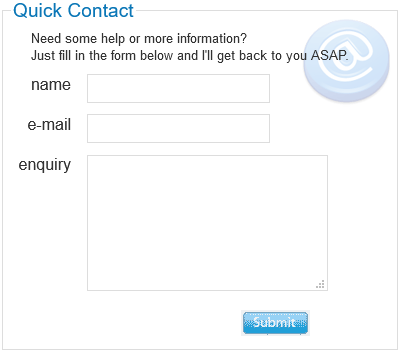 Quick Contact
Need some help or more information?
Just fill in the form below and I'll get back to you ASAP.
name
e-mail
enquiry
Submit